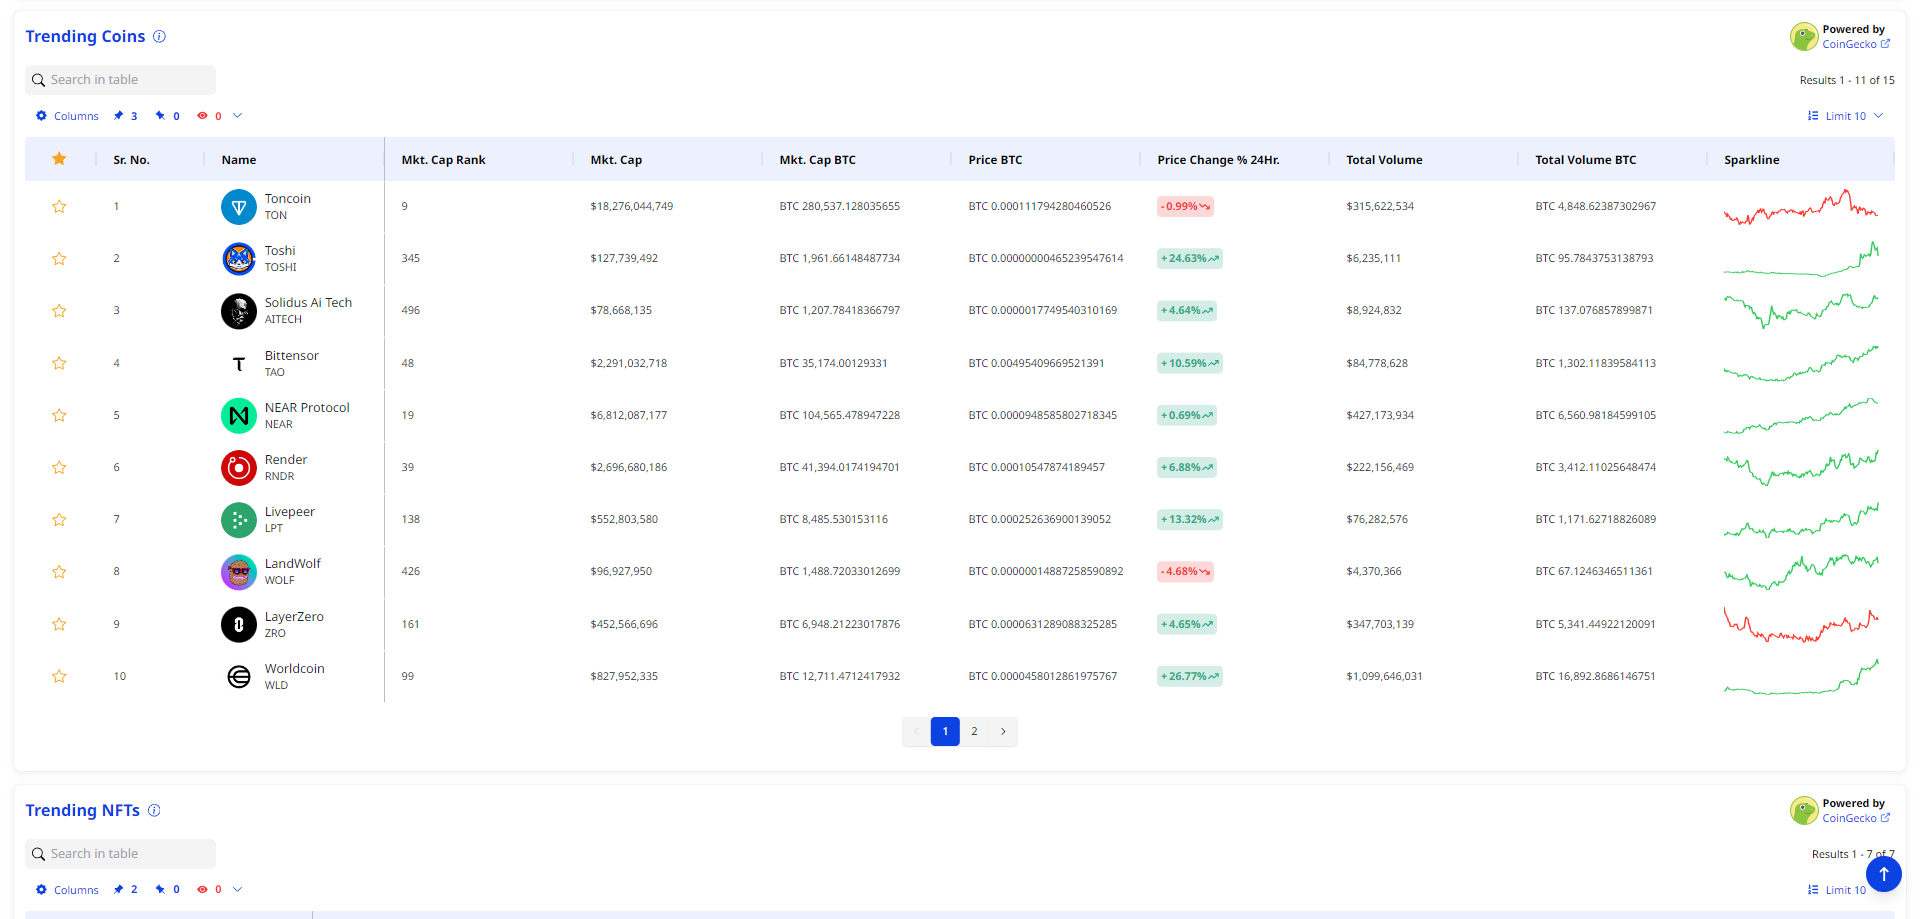 Trending Coins
Powered by
CoinGecko
Search in table
Results 1 - 11 of 15
Columns 3 0 0 Limit 10
Sr. No. Name Mkt. Cap Rank Mkt. Cap Mkt. Cap BTC Price BTC Price Change % 24Hr. Total Volume Total Volume BTC Sparkline
1 Toncoin TON 9 $18,276,044,749 BTC 280,537.128035655 BTC 0.000111794280460526 -0.99% $315,622,534 BTC 4,848.62387302967
2 Toshi TOSHI 345 $127,739,492 BTC 1,961.66148487734 BTC 0.00000000465239547614 +24.63% $6,235,111 BTC 95.7843753138793
3 Solidus Ai Tech AITECH 496 $78,668,135 BTC 1,207.78418366797 BTC 0.0000017749540310169 +4.64% $8,924,832 BTC 137.076857899871
4 Bittensor TAO 48 $2,291,032,718 BTC 35,174.00129331 BTC 0.00495409669521391 +10.59% $84,778,628 BTC 1,302.11839584113
5 NEAR Protocol NEAR 19 $6,812,087,177 BTC 104,565.478947228 BTC 0.0000948585802718345 +0.69% $427,173,934 BTC 6,560.98184599105
6 Render RNDR 39 $2,696,680,186 BTC 41,394.0174194701 BTC 0.00010547874189457 +6.88% $222,156,469 BTC 3,412.11025648474
7 Livepeer LPT 138 $552,803,580 BTC 8,485.530153116 BTC 0.000252636900139052 +13.32% $76,282,576 BTC 1,171.62718826089
8 LandWolf WOLF 426 $96,927,950 BTC 1,488.72033012699 BTC 0.00000014887258590892 -4.68% $4,370,366 BTC 67.1246346511361
9 LayerZero ZRO 161 $452,566,696 BTC 6,948.21223017876 BTC 0.0000631289088325285 +4.65% $347,703,139 BTC 5,341.44922120091
10 Worldcoin WLD 99 $827,952,335 BTC 12,711.4712417932 BTC 0.0000458012861975767 +26.77% $1,099,646,031 BTC 16,892.8686146751
1 2
Trending NFTs
Powered by
CoinGecko
Search in table
Results 1 - 7 of 7
Columns 2 0 0 Limit 10